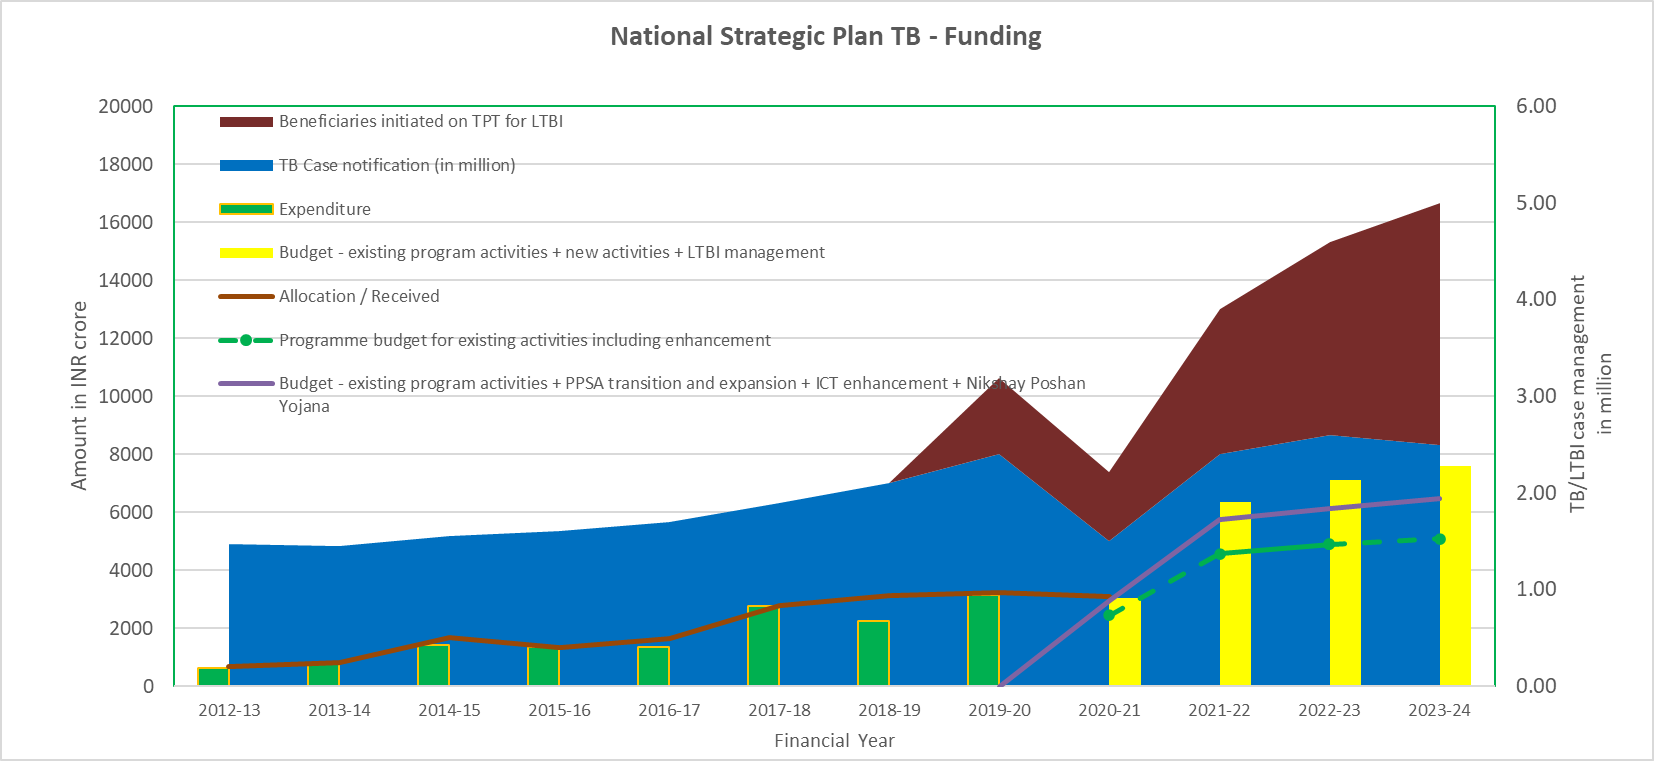 National Strategic Plan TB - Funding
20000
18000
16000
14000
12000
10000
8000
6000
4000
2000
0
Amount in INR crore
Beneficiaries initiated on TPT for LTBI
TB Case notification (in million)
Expenditure
Budget - existing program activities + new activities + LTBI management
Allocation / Received
Programme budget for existing activities including enhancement
Budget - existing program activities + PPSA transition and expansion + ICT enhancement + Nikshay Poshan
Yojana
6.00
5.00
4.00
3.00
2.00
1.00
0.00
TB/LTBI case management
in million
2012-13
2013-14
2014-15
2015-16
2016-17
2017-18
2018-19
2019-20
2020-21
2021-22
2022-23
2023-24
Financial Year